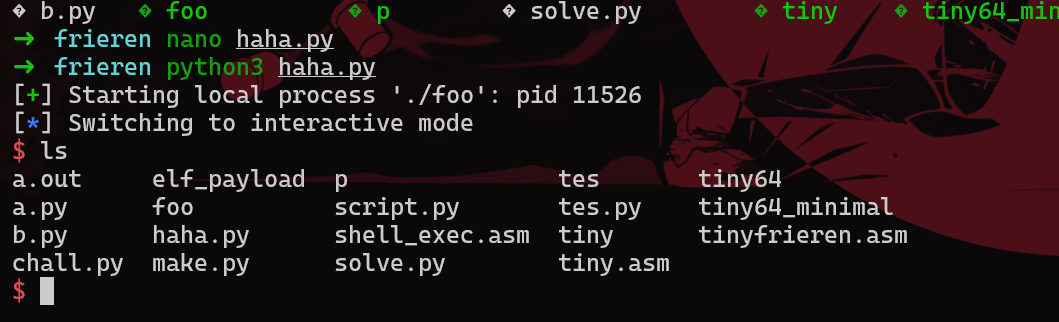 � b.py � foo � p � solve.py � tiny � tiny64_min
➜ frieren nano haha.py
➜ frieren python3 haha.py
[+] Starting local process './foo': pid 11526
[*] Switching to interactive mode
$ ls
a.out elf_payload p tes tiny64
a.py foo script.py tes.py tiny64_minimal
b.py haha.py shell_exec.asm tiny tinyfrieren.asm
chall.py make.py solve.py tiny.asm
$